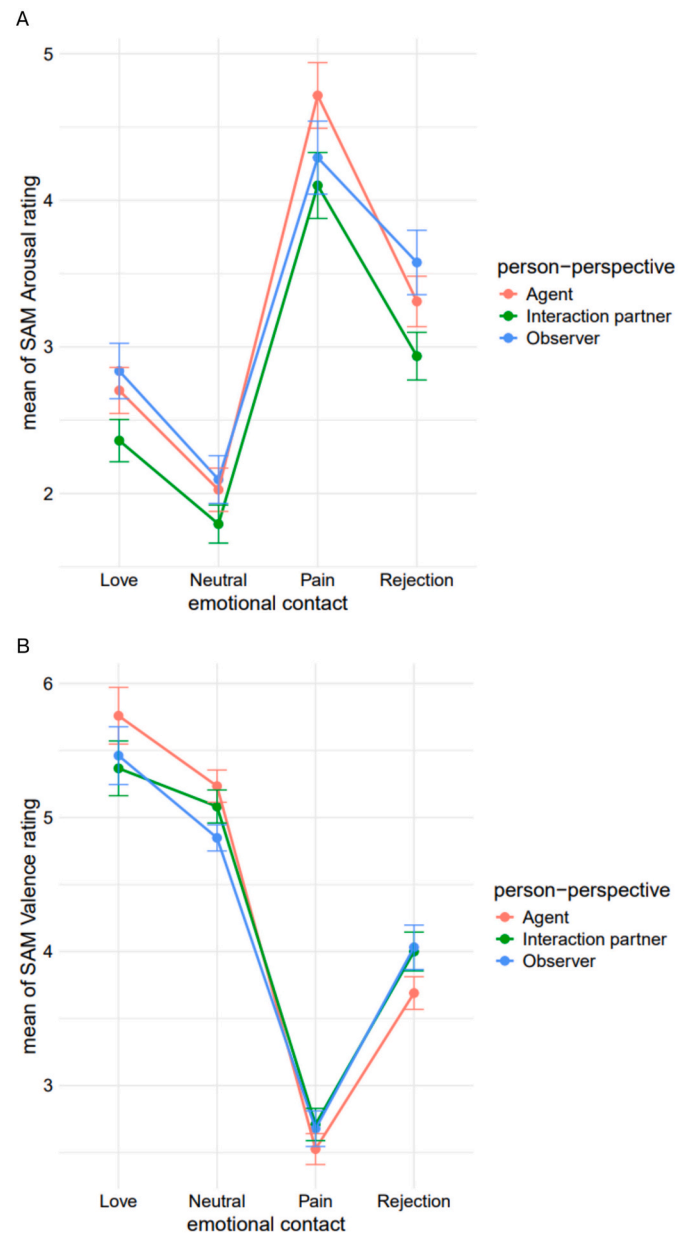 A
5
4
3
2
mean of SAM Arousal rating
Love Neutral Pain Rejection
emotional contact
person−perspective
Agent
Interaction partner
Observer
B
6
5
4
3
mean of SAM Valence rating
Love Neutral Pain Rejection
emotional contact
person−perspective
Agent
Interaction partner
Observer